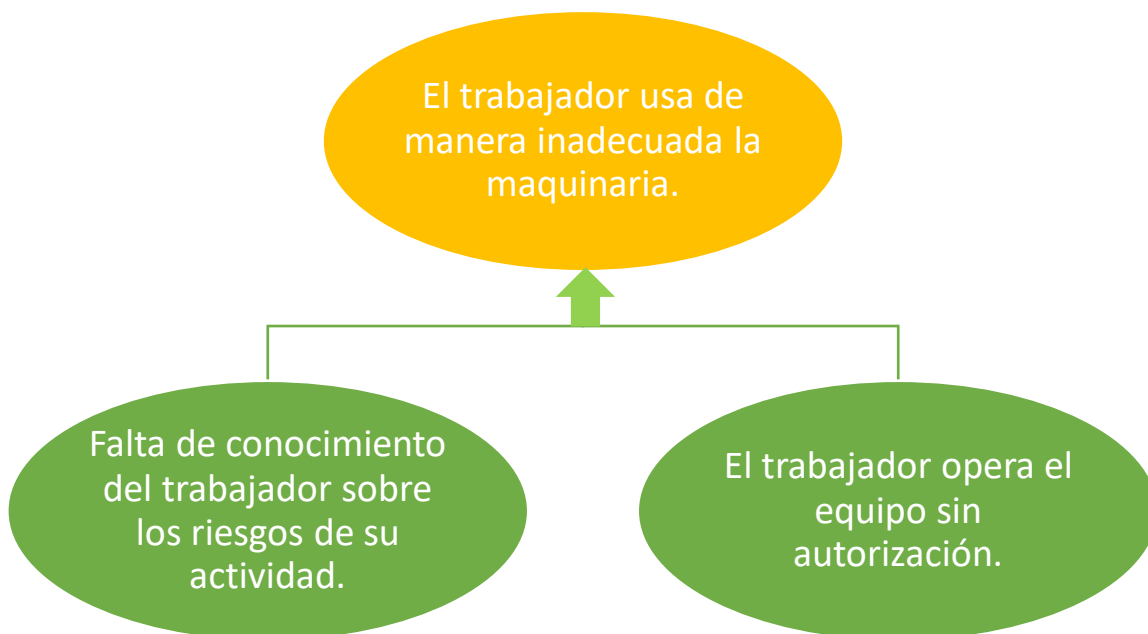 El trabajador usa de
manera inadecuada la
maquinaria.
Falta de conocimiento
del trabajador sobre
los riesgos de su
actividad.
El trabajador opera el
equipo sin
autorización.